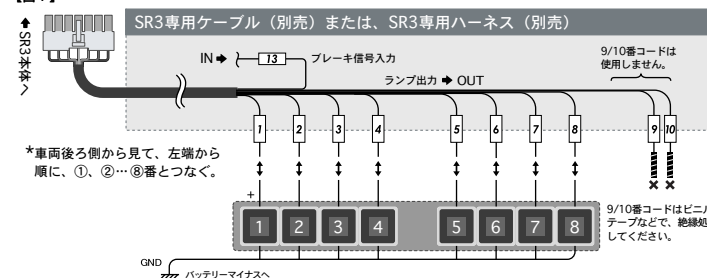 SR3専用ケーブル（別売）または、SR3専用ハーネス（別売）
SR3本体へ
IN
13
ブレーキ信号入力
9/10番コードは
使用しません。
ランプ出力
OUT
1
2
3
4
5
6
7
8
9
10
*車両後ろ側から見て、左端から
順に、①、②…⑧番とつなぐ。
+
1
2
3
4
5
6
7
8
9/10番コードはビニル
テープなどで、絶縁処
してください。
GND
バッテリーマイナスへ